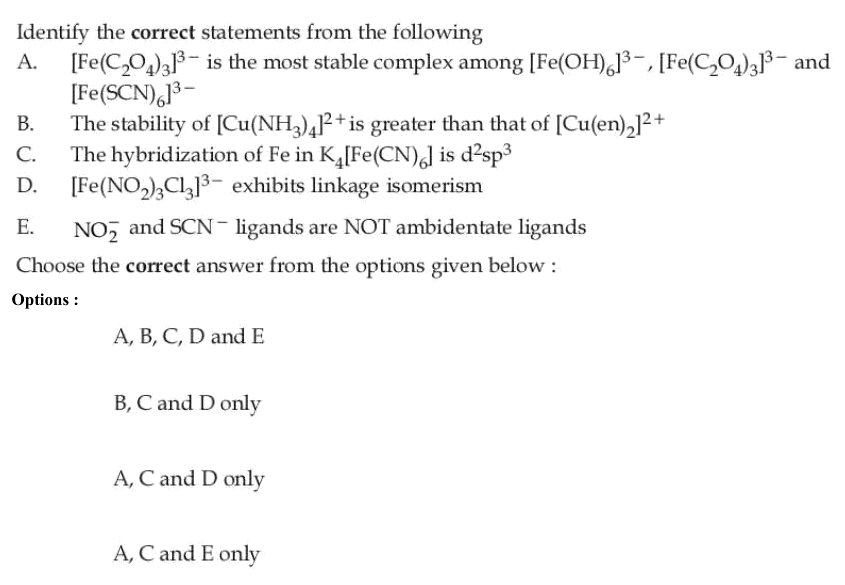 Identify the correct statements from the following
A. [Fe(C₂O₄)₃]³⁻ is the most stable complex among [Fe(OH)₆]³⁻, [Fe(C₂O₄)₃]³⁻ and
[Fe(SCN)₆]³⁻
B. The stability of [Cu(NH₃)₄]²⁺ is greater than that of [Cu(en)₂]²⁺
C. The hybridization of Fe in K₄[Fe(CN)₆] is d²sp³
D. [Fe(NO₂)₃Cl₃]³⁻ exhibits linkage isomerism
E. NO₂⁻ and SCN⁻ ligands are NOT ambidentate ligands
Choose the correct answer from the options given below :
Options :
A, B, C, D and E
B, C and D only
A, C and D only
A, C and E only